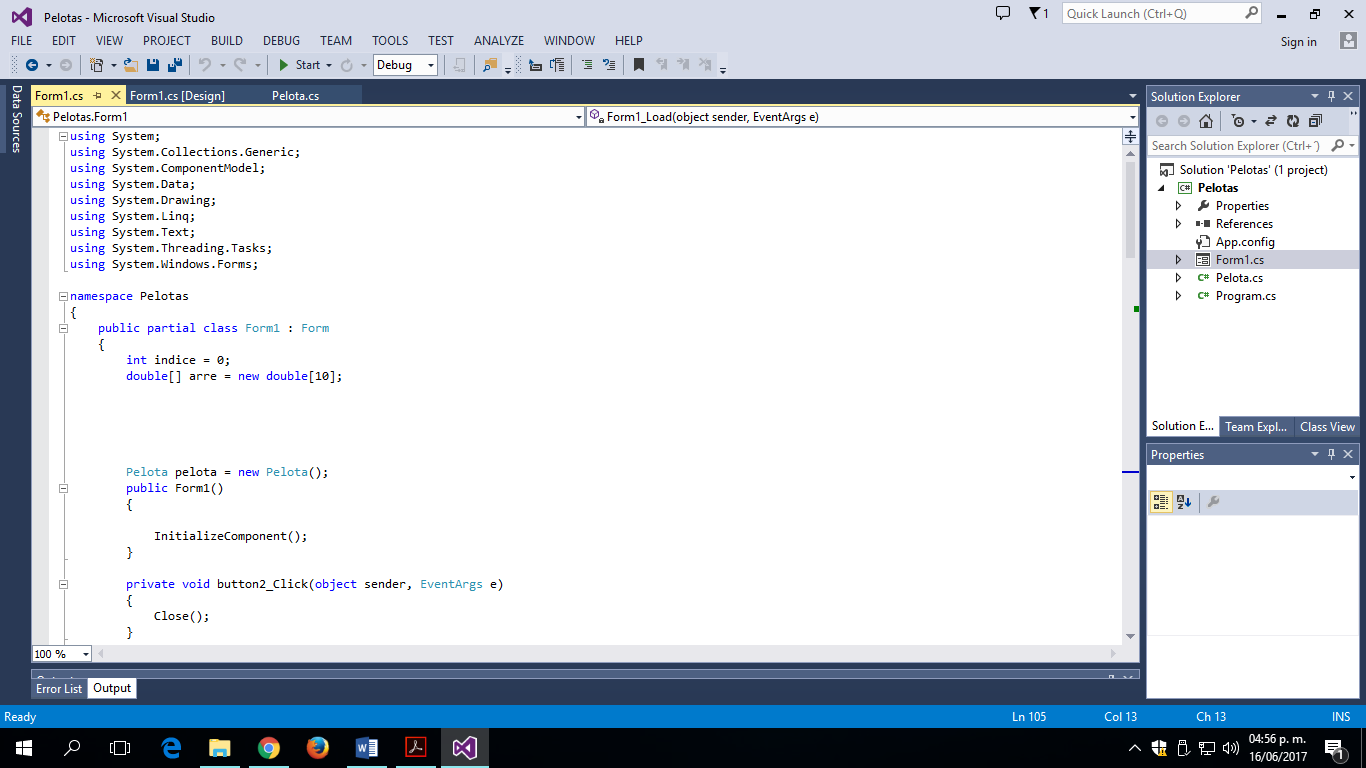 Pelotas - Microsoft Visual Studio
1
Quick Launch (Ctrl+Q)
FILE EDIT VIEW PROJECT BUILD DEBUG TEAM TOOLS TEST ANALYZE WINDOW HELP
Sign in
Start Debug
Data Sources
Form1.cs Form1.cs [Design] Pelota.cs
Pelotas.Form1 Form1_Load(object sender, EventArgs e)
using System;
using System.Collections.Generic;
using System.ComponentModel;
using System.Data;
using System.Drawing;
using System.Linq;
using System.Text;
using System.Threading.Tasks;
using System.Windows.Forms;
namespace Pelotas
{
public partial class Form1 : Form
{
int indice = 0;
double[] arre = new double[10];
Pelota pelota = new Pelota();
public Form1()
{
InitializeComponent();
}
private void button2_Click(object sender, EventArgs e)
{
Close();
}
100 %
Error List Output
Solution Explorer
Search Solution Explorer (Ctrl+´)
Solution 'Pelotas' (1 project)
C# Pelotas
Properties
References
App.config
Form1.cs
C# Pelota.cs
C# Program.cs
Solution E... Team Expl... Class View
Properties
Ready Ln 105 Col 13 Ch 13 INS
04:56 p. m.
16/06/2017
1